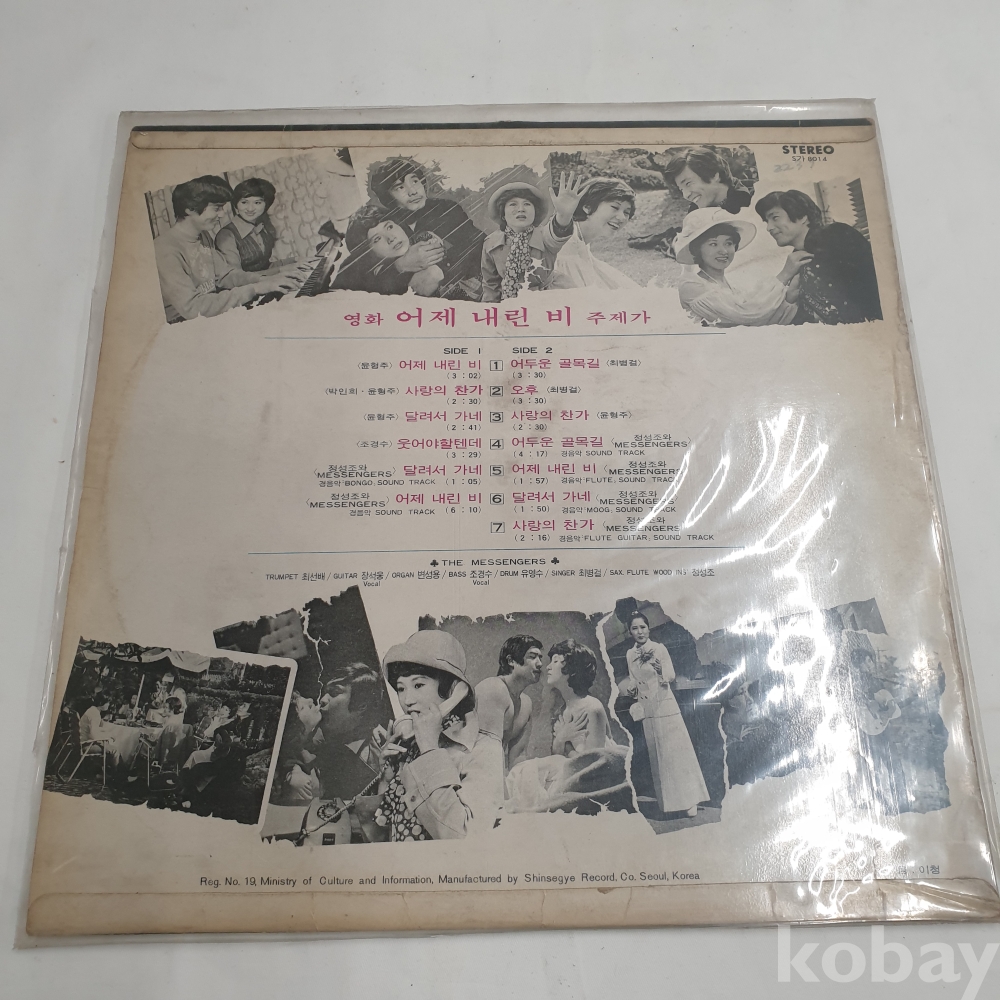 STEREO
영화 어제 내린 비 주제가
SIDE 1 SIDE 2
〈윤형주〉 어제 내린 비 1 어두운 골목길 〈최병걸〉
(3 : 02) (3 : 30)
〈박인희·윤형주〉 사랑의 찬가 2 오후 〈최병걸〉
(2 : 30) (3 : 30)
〈윤형주〉 달려서 가네 3 사랑의 찬가 〈윤형주〉
(2 : 41) (2 : 30)
〈조경수〉 웃어야할텐데 4 어두운 골목길 〈정성조와 MESSENGERS〉
(3 : 29) (4 : 17) 경음악 SOUND TRACK
〈정성조와 MESSENGERS〉 달려서 가네 5 어제 내린 비 〈정성조와 MESSENGERS〉
경음악 BONGO, SOUND TRACK (1 : 05) (1 : 57) 경음악 FLUTE, SOUND TRACK
〈정성조와 MESSENGERS〉 어제 내린 비 6 달려서 가네 〈정성조와 MESSENGERS〉
경음악 SOUND TRACK (6 : 10) (1 : 50) 경음악 MOOG, SOUND TRACK
7 사랑의 찬가 〈정성조와 MESSENGERS〉
(2 : 16) 경음악 FLUTE GUITAR, SOUND TRACK
♣ THE MESSENGERS ♣
TRUMPET 최선배 / GUITAR 장석웅 / ORGAN 변성용 / BASS 조경수 / DRUM 유영수 / SINGER 최병걸 / SAX, FLUTE WOOD INS' 정성조
Vocal Vocal
Reg. No. 19, Ministry of Culture and Information, Manufactured by Shinsegye Record, Co. Seoul, Korea
이형
kobay